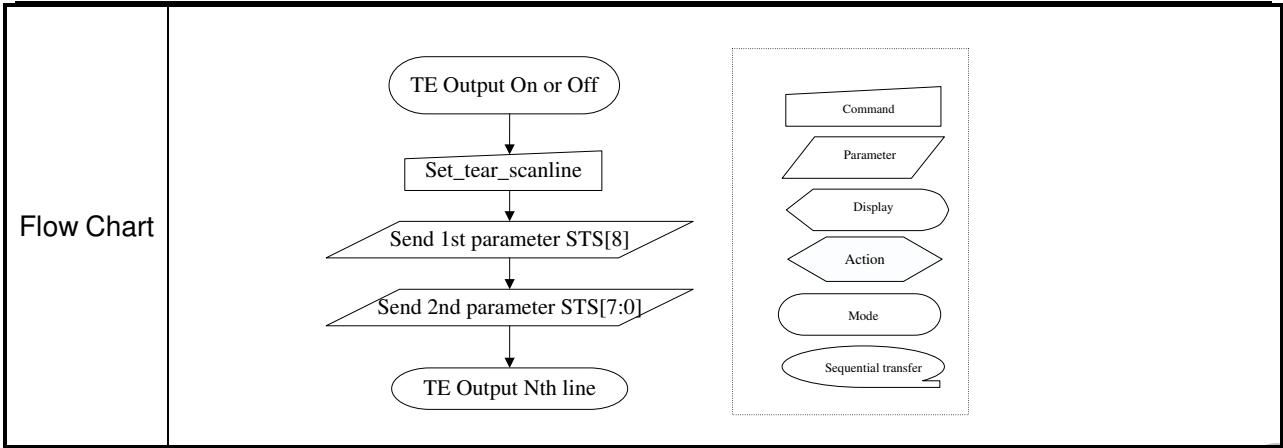 Flow Chart
TE Output On or Off
Set_tear_scanline
Send 1st parameter STS[8]
Send 2nd parameter STS[7:0]
TE Output Nth line
Command
Parameter
Display
Action
Mode
Sequential transfer